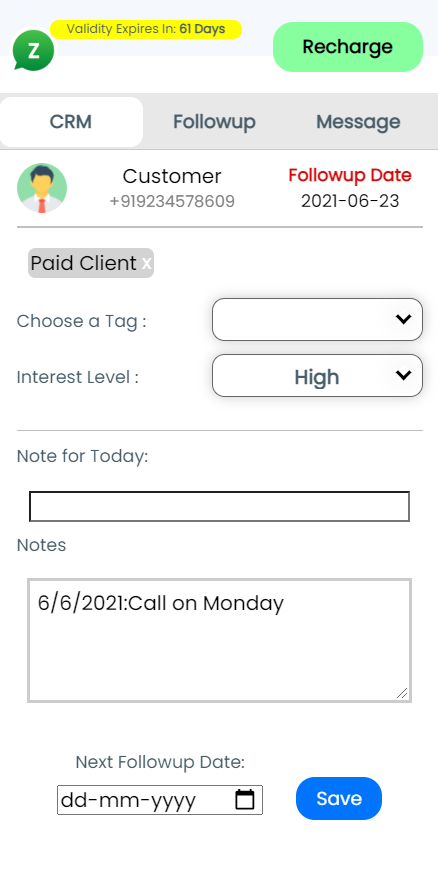 Validity Expires In: 61 Days
Z
Recharge
CRM Followup Message
Customer Followup Date
+919234578609 2021-06-23
Paid Client x
Choose a Tag :
Interest Level : High
Note for Today:
Notes
6/6/2021:Call on Monday
Next Followup Date:
dd-mm-yyyy Save